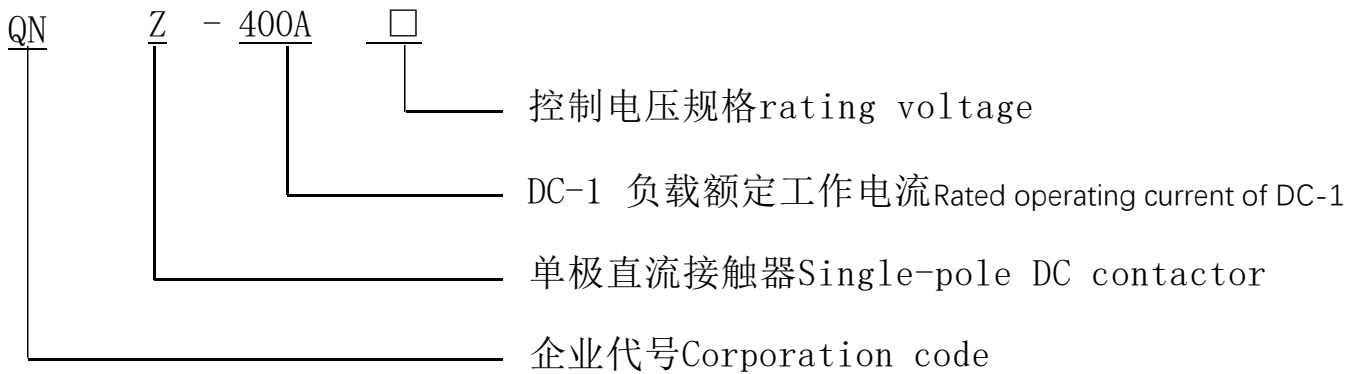 QN Z - 400A □
控制电压规格rating voltage
DC-1 负载额定工作电流Rated operating current of DC-1
单极直流接触器Single-pole DC contactor
企业代号Corporation code